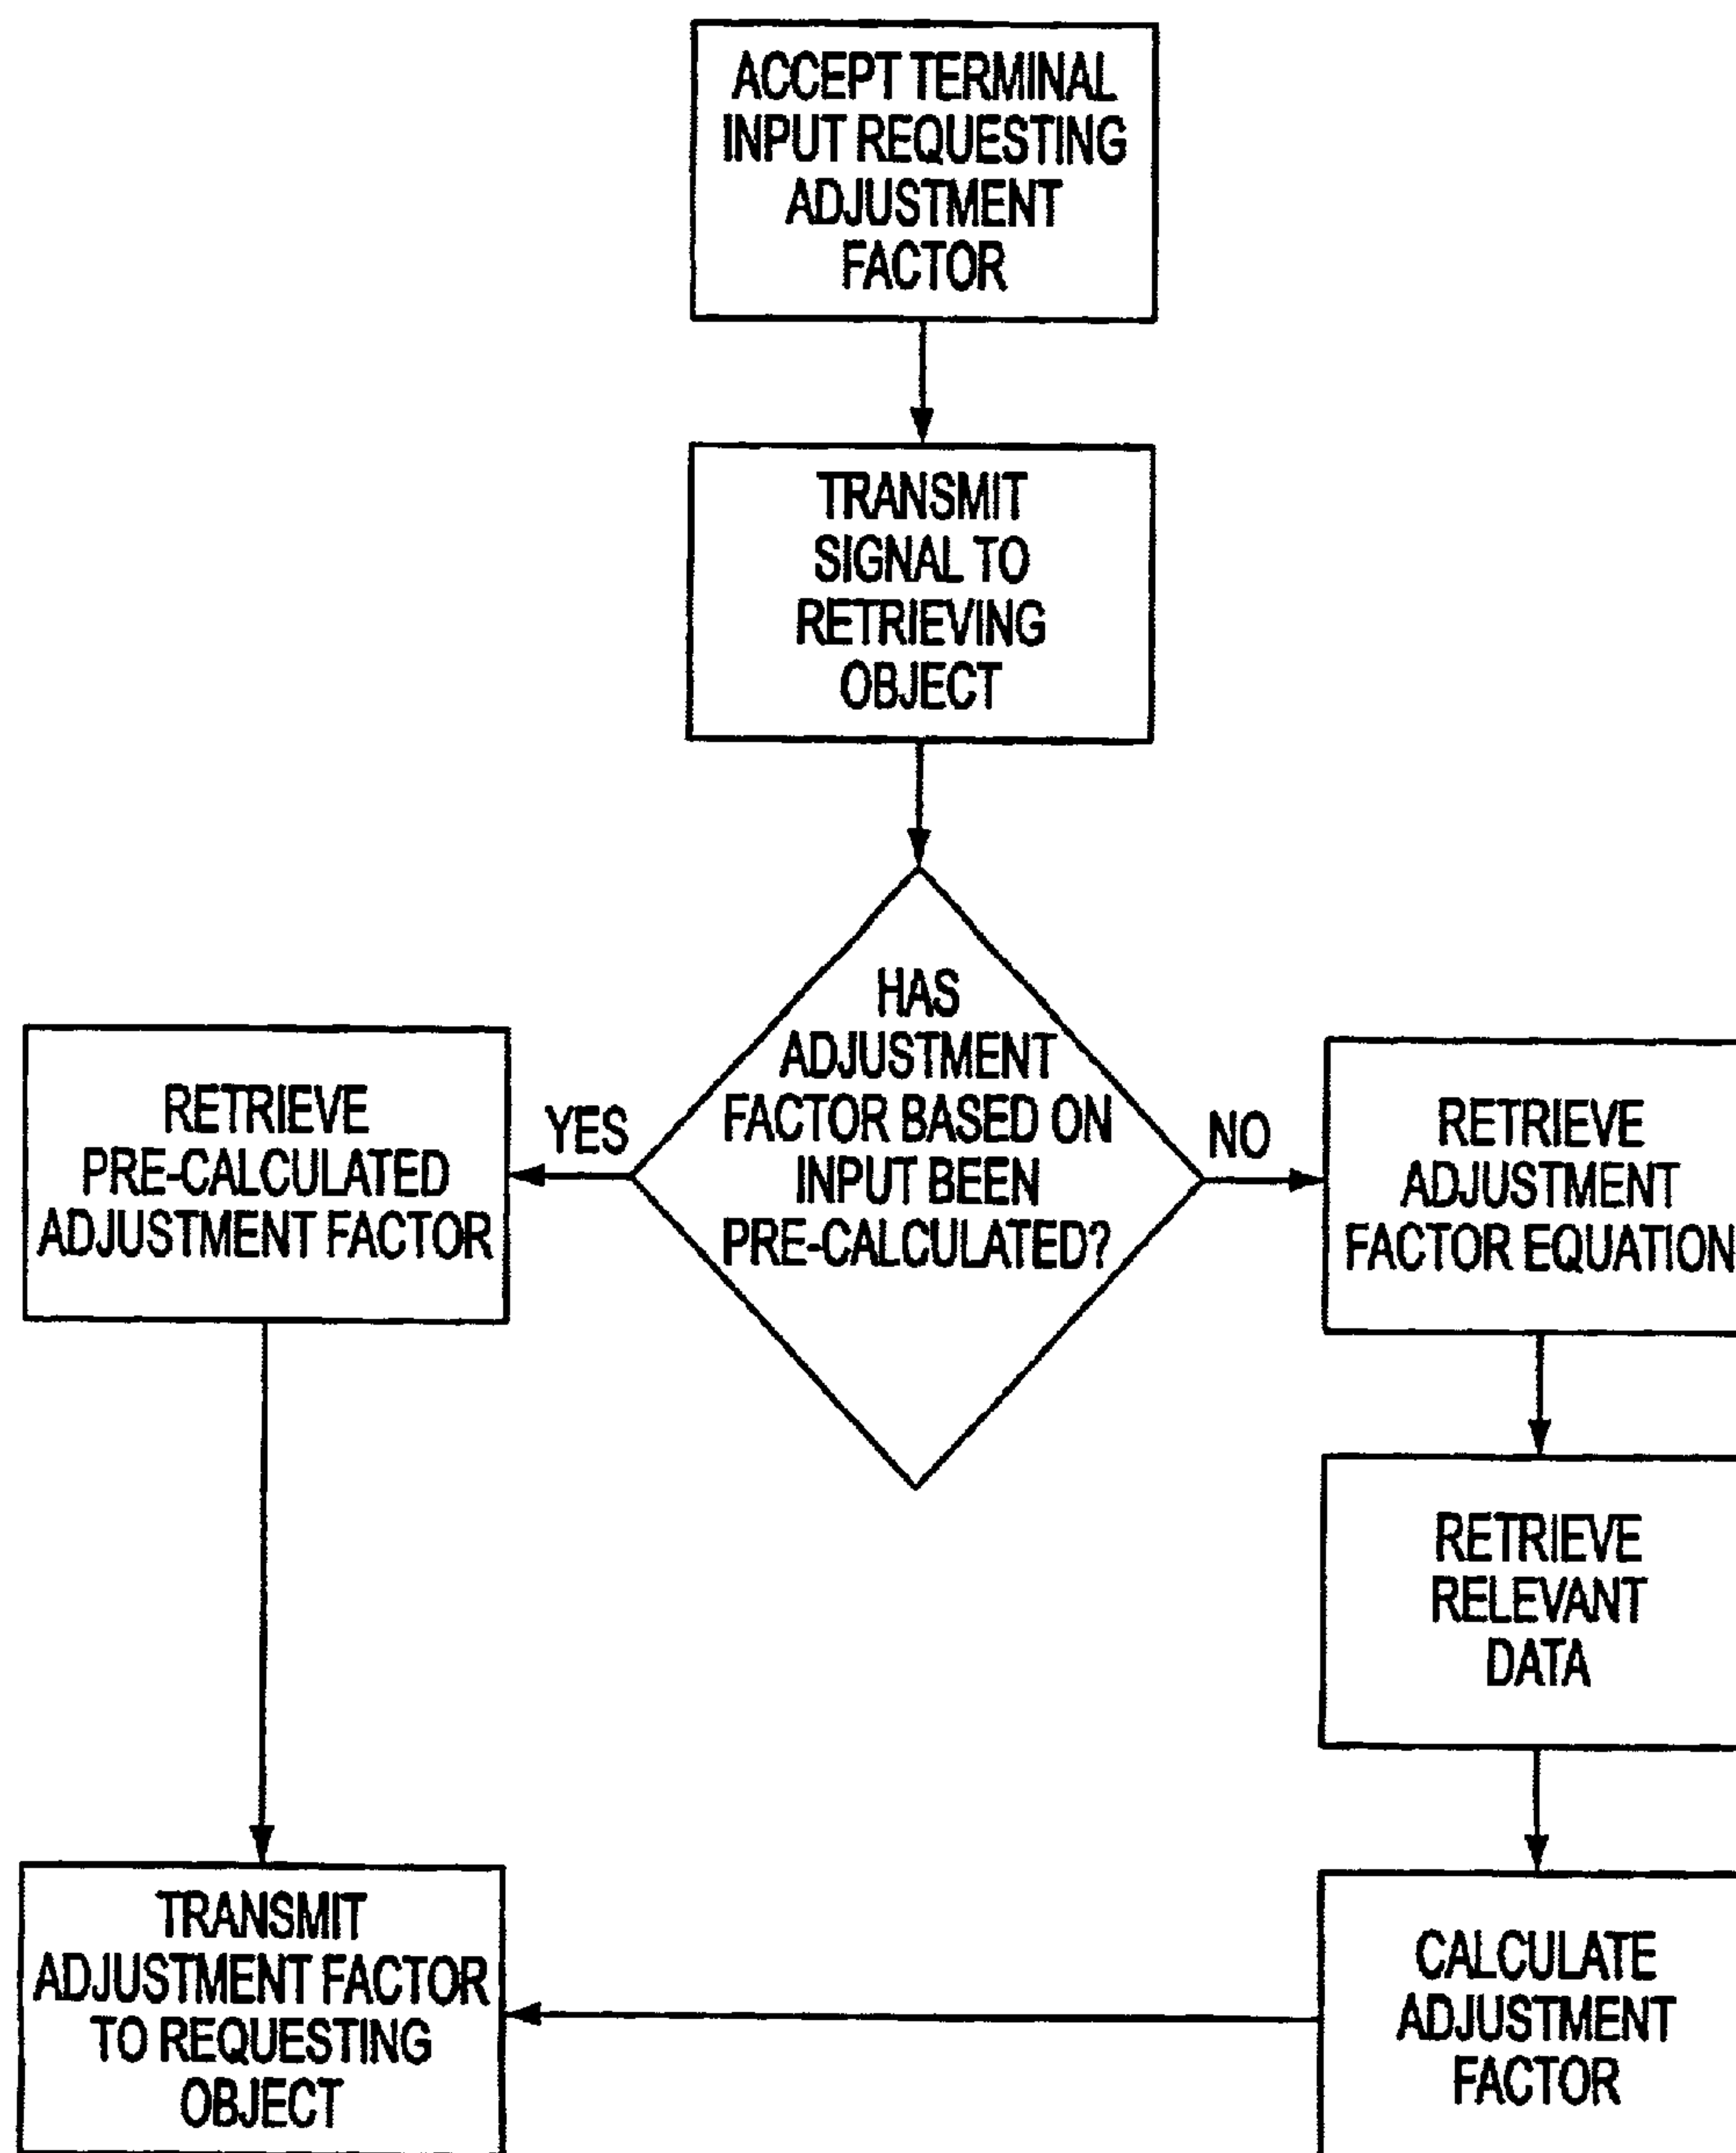 ACCEPT TERMINAL
INPUT REQUESTING
ADJUSTMENT
FACTOR
TRANSMIT
SIGNAL TO
RETRIEVING
OBJECT
HAS
ADJUSTMENT
FACTOR BASED ON
INPUT BEEN
PRE-CALCULATED?
YES
NO
RETRIEVE
PRE-CALCULATED
ADJUSTMENT FACTOR
RETRIEVE
ADJUSTMENT
FACTOR EQUATION
RETRIEVE
RELEVANT
DATA
CALCULATE
ADJUSTMENT
FACTOR
TRANSMIT
ADJUSTMENT FACTOR
TO REQUESTING
OBJECT